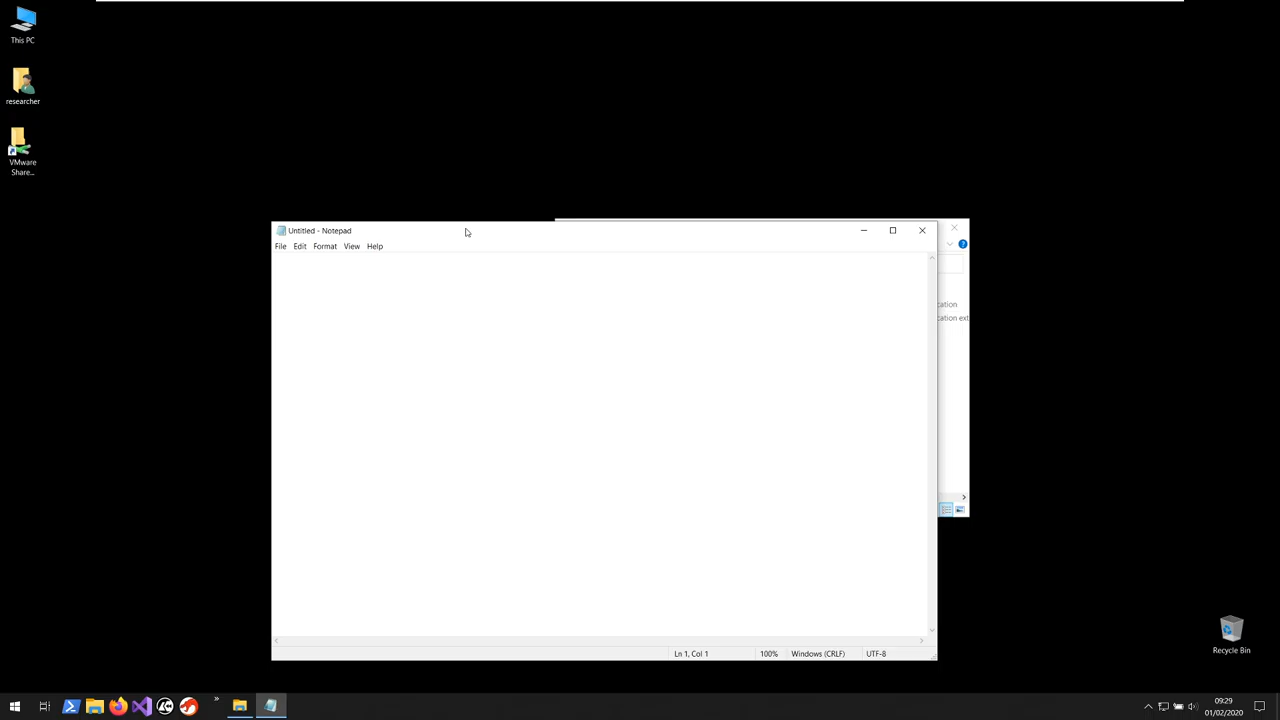 This PC
researcher
VMware
Share...
Untitled - Notepad
File Edit Format View Help
cation
cation ext
Ln 1, Col 1 100% Windows (CRLF) UTF-8
Recycle Bin
09:29
01/02/2020